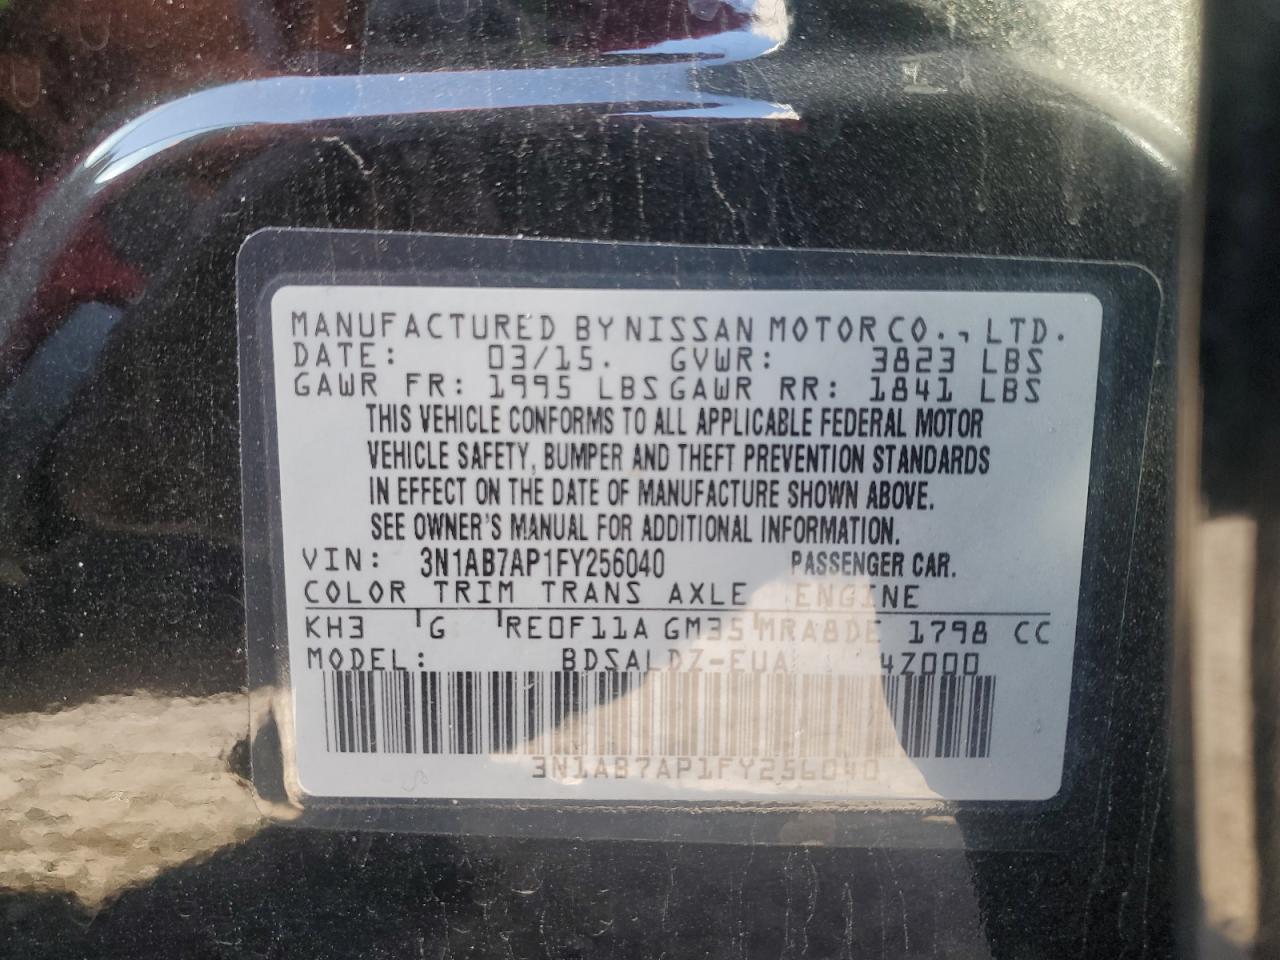 MANUFACTURED BY NISSAN MOTOR CO., LTD.
DATE: 03/15. GVWR: 3823 LBS
GAWR FR: 1995 LBS GAWR RR: 1841 LBS
THIS VEHICLE CONFORMS TO ALL APPLICABLE FEDERAL MOTOR
VEHICLE SAFETY, BUMPER AND THEFT PREVENTION STANDARDS
IN EFFECT ON THE DATE OF MANUFACTURE SHOWN ABOVE.
SEE OWNER'S MANUAL FOR ADDITIONAL INFORMATION.
VIN: 3N1AB7AP1FY256040 PASSENGER CAR.
COLOR TRIM TRANS AXLE ENGINE
KH3 G RE0F11A GM35 MRA8DE 1798 CC
MODEL: BDSALDZ-EUA 4Z000
3N1AB7AP1FY256040